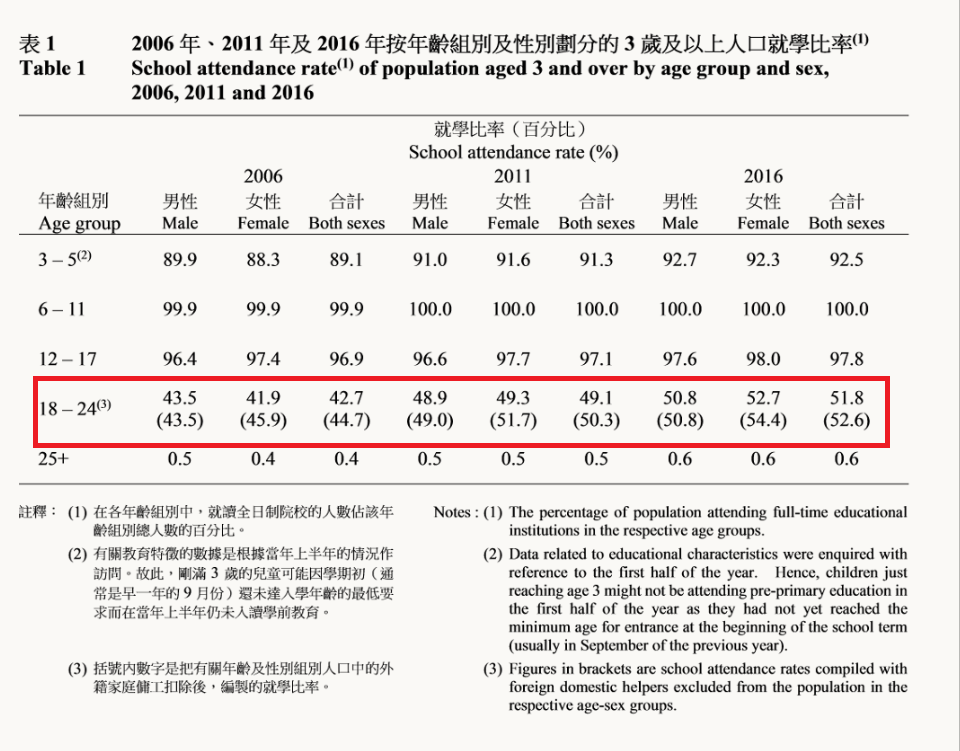 表 1 2006 年、2011 年及 2016 年按年齡組別及性別劃分的 3 歲及以上人口就學比率(1)
Table 1 School attendance rate(1) of population aged 3 and over by age group and sex,
2006, 2011 and 2016
就學比率（百分比）
School attendance rate (%)
2006 2011 2016
年齡組別 男性 女性 合計 男性 女性 合計 男性 女性 合計
Age group Male Female Both sexes Male Female Both sexes Male Female Both sexes
3 – 5(2) 89.9 88.3 89.1 91.0 91.6 91.3 92.7 92.3 92.5
6 – 11 99.9 99.9 99.9 100.0 100.0 100.0 100.0 100.0 100.0
12 – 17 96.4 97.4 96.9 96.6 97.7 97.1 97.6 98.0 97.8
18 – 24(3) 43.5 41.9 42.7 48.9 49.3 49.1 50.8 52.7 51.8
(43.5) (45.9) (44.7) (49.0) (51.7) (50.3) (50.8) (54.4) (52.6)
25+ 0.5 0.4 0.4 0.5 0.5 0.5 0.6 0.6 0.6
註釋： (1) 在各年齡組別中，就讀全日制院校的人數佔該年
齡組別總人數的百分比。
(2) 有關教育特徵的數據是根據當年上半年的情況作
訪問。故此，剛滿 3 歲的兒童可能因學期初（通
常是早一年的 9 月份）還未達入學年齡的最低要
求而在當年上半年仍未入讀學前教育。
(3) 括號內數字是把有關年齡及性別組別人口中的外
籍家庭傭工扣除後，編製的就學比率。
Notes : (1) The percentage of population attending full-time educational
institutions in the respective age groups.
(2) Data related to educational characteristics were enquired with
reference to the first half of the year. Hence, children just
reaching age 3 might not be attending pre-primary education in
the first half of the year as they had not yet reached the
minimum age for entrance at the beginning of the school term
(usually in September of the previous year).
(3) Figures in brackets are school attendance rates compiled with
foreign domestic helpers excluded from the population in the
respective age-sex groups.